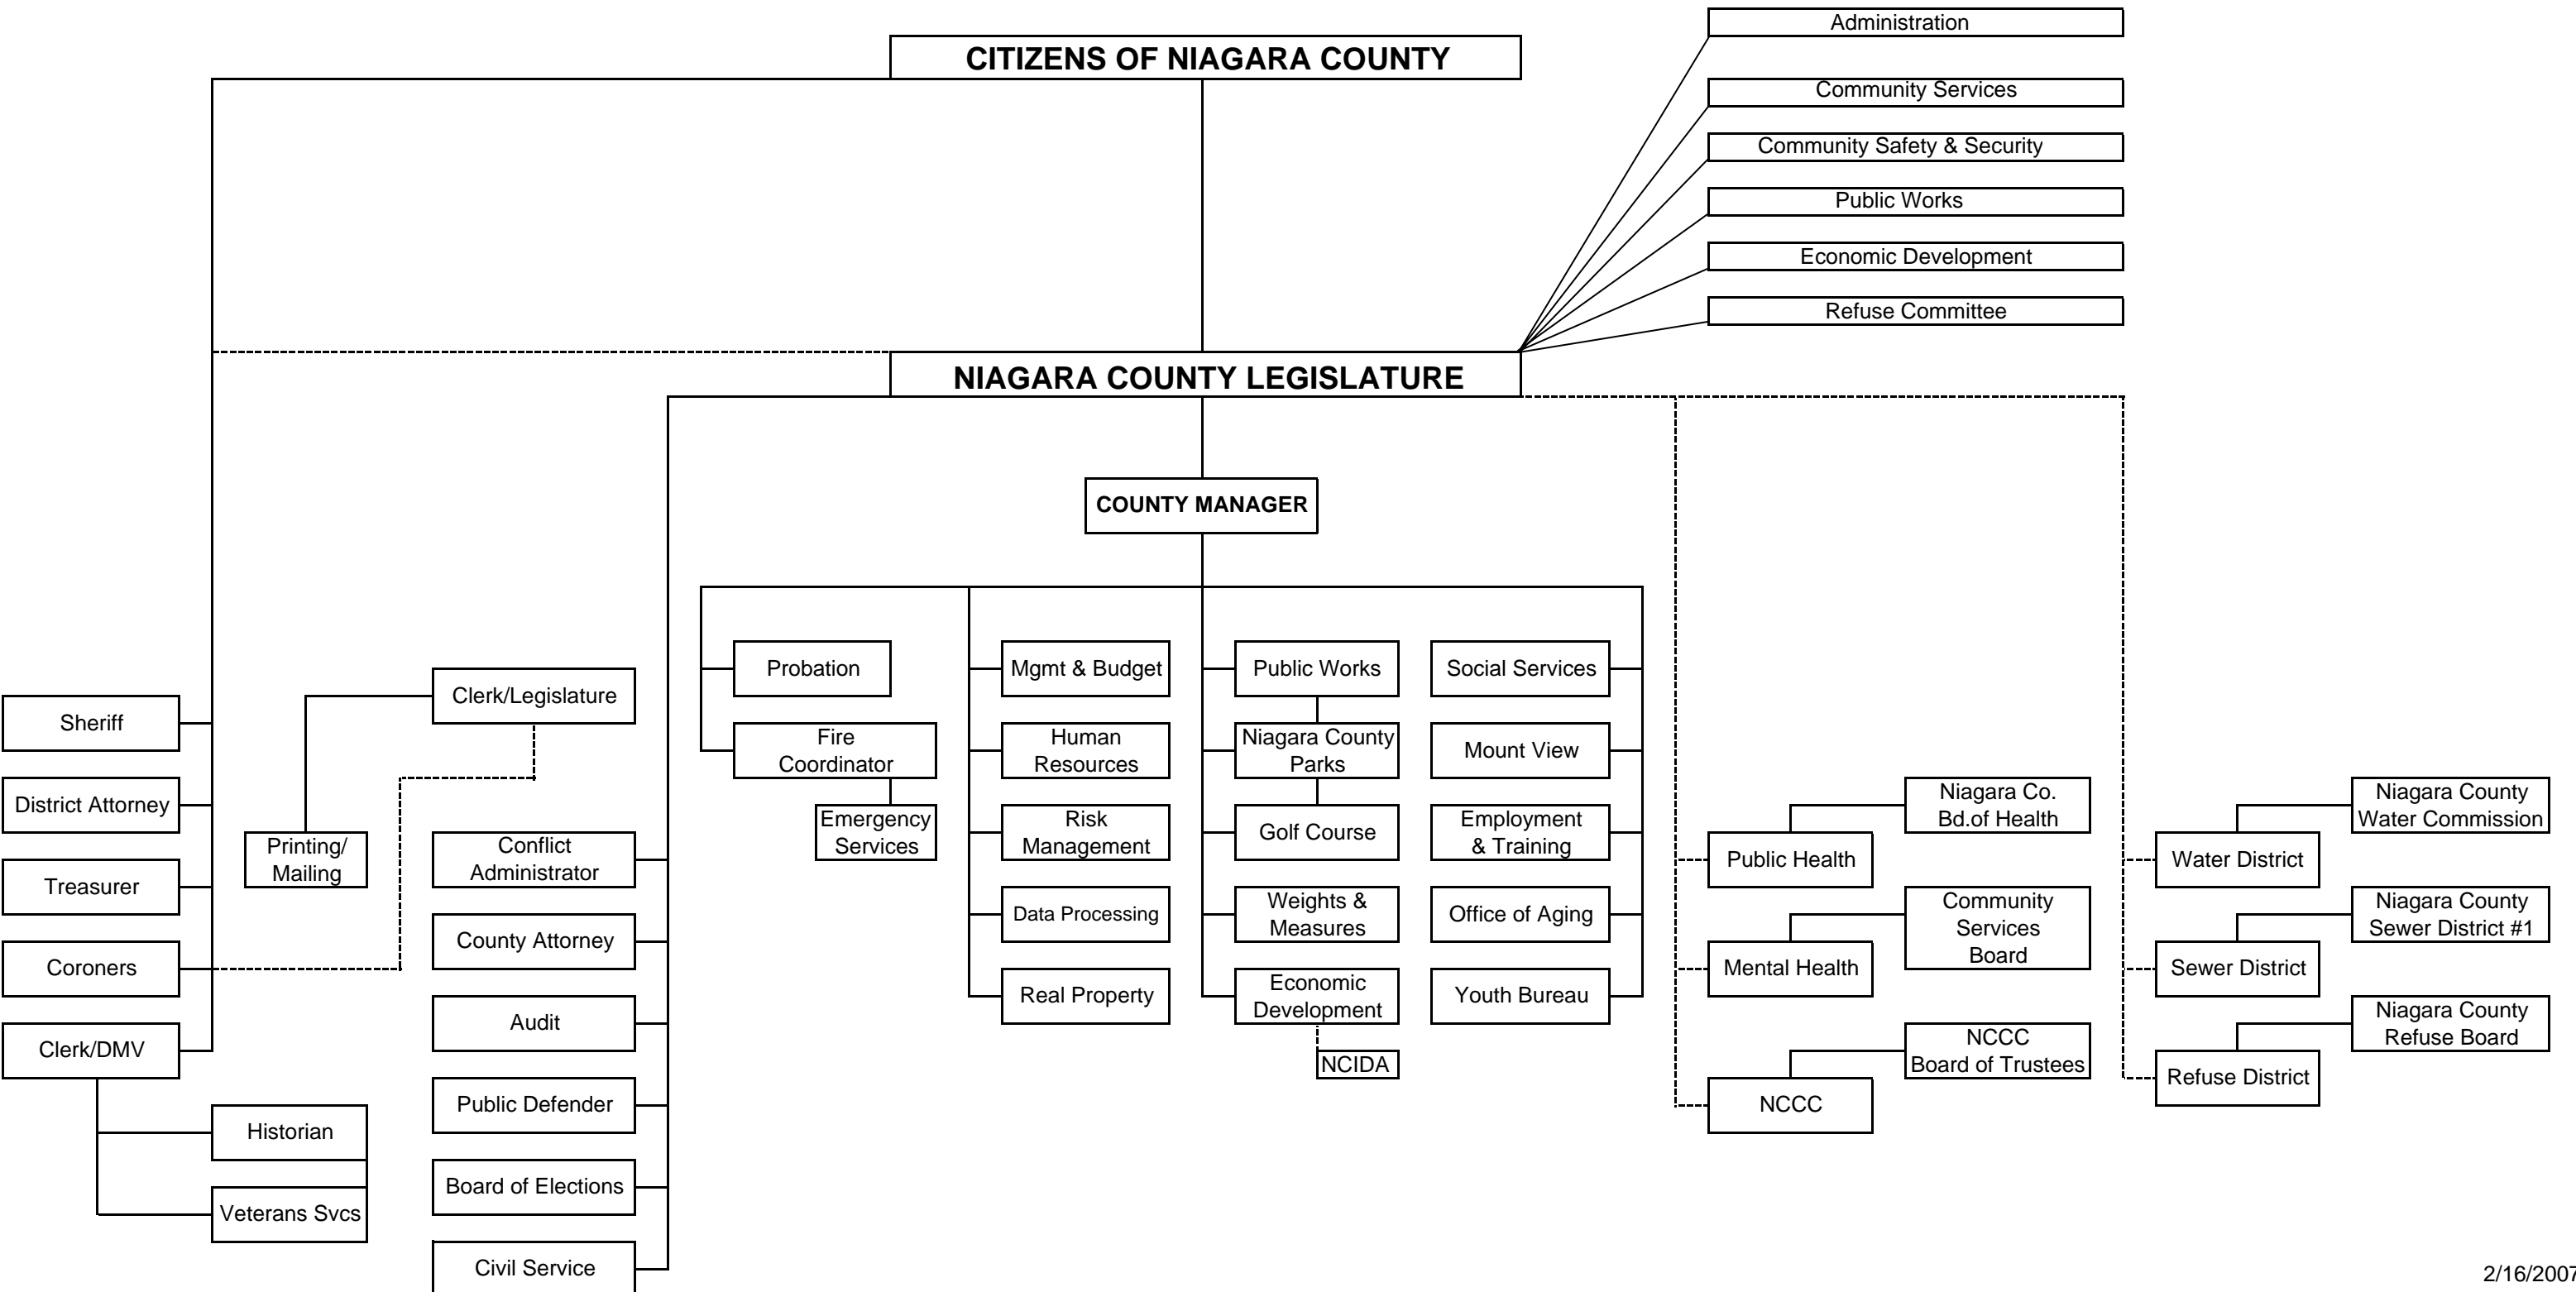 Administration
CITIZENS OF NIAGARA COUNTY
Community Services
Community Safety & Security
Public Works
Economic Development
Refuse Committee
NIAGARA COUNTY LEGISLATURE
COUNTY MANAGER
Sheriff
District Attorney
Treasurer
Coroners
Clerk/DMV
Historian
Veterans Svcs
Clerk/Legislature
Printing/
Mailing
Conflict
Administrator
County Attorney
Audit
Public Defender
Board of Elections
Civil Service
Probation
Fire
Coordinator
Emergency
Services
Mgmt & Budget
Human
Resources
Risk
Management
Data Processing
Real Property
Public Works
Niagara County
Parks
Golf Course
Weights &
Measures
Economic
Development
NCIDA
Social Services
Mount View
Employment
& Training
Office of Aging
Youth Bureau
Niagara Co.
Bd.of Health
Public Health
Community
Services
Board
Mental Health
NCCC
Board of Trustees
NCCC
Niagara County
Water Commission
Water District
Niagara County
Sewer District #1
Sewer District
Niagara County
Refuse Board
Refuse District
2/16/2007